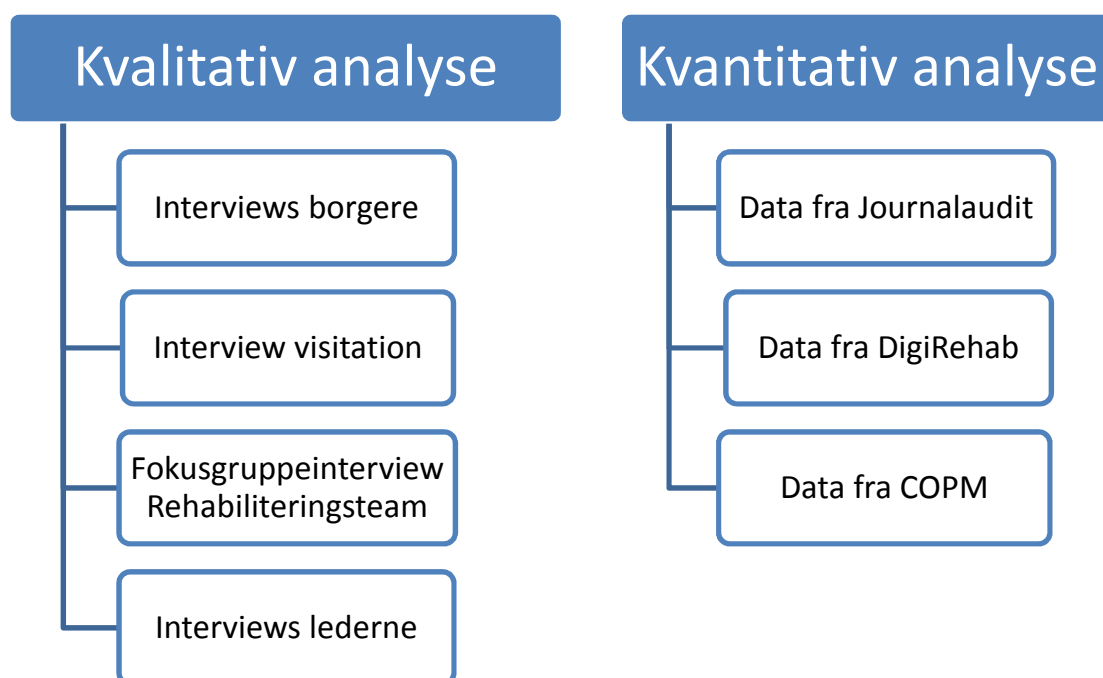 Kvalitativ analyse
Interviews borgere
Interview visitation
Fokusgruppeinterview
Rehabiliteringsteam
Interviews lederne
Kvantitativ analyse
Data fra Journalaudit
Data fra DigiRehab
Data fra COPM